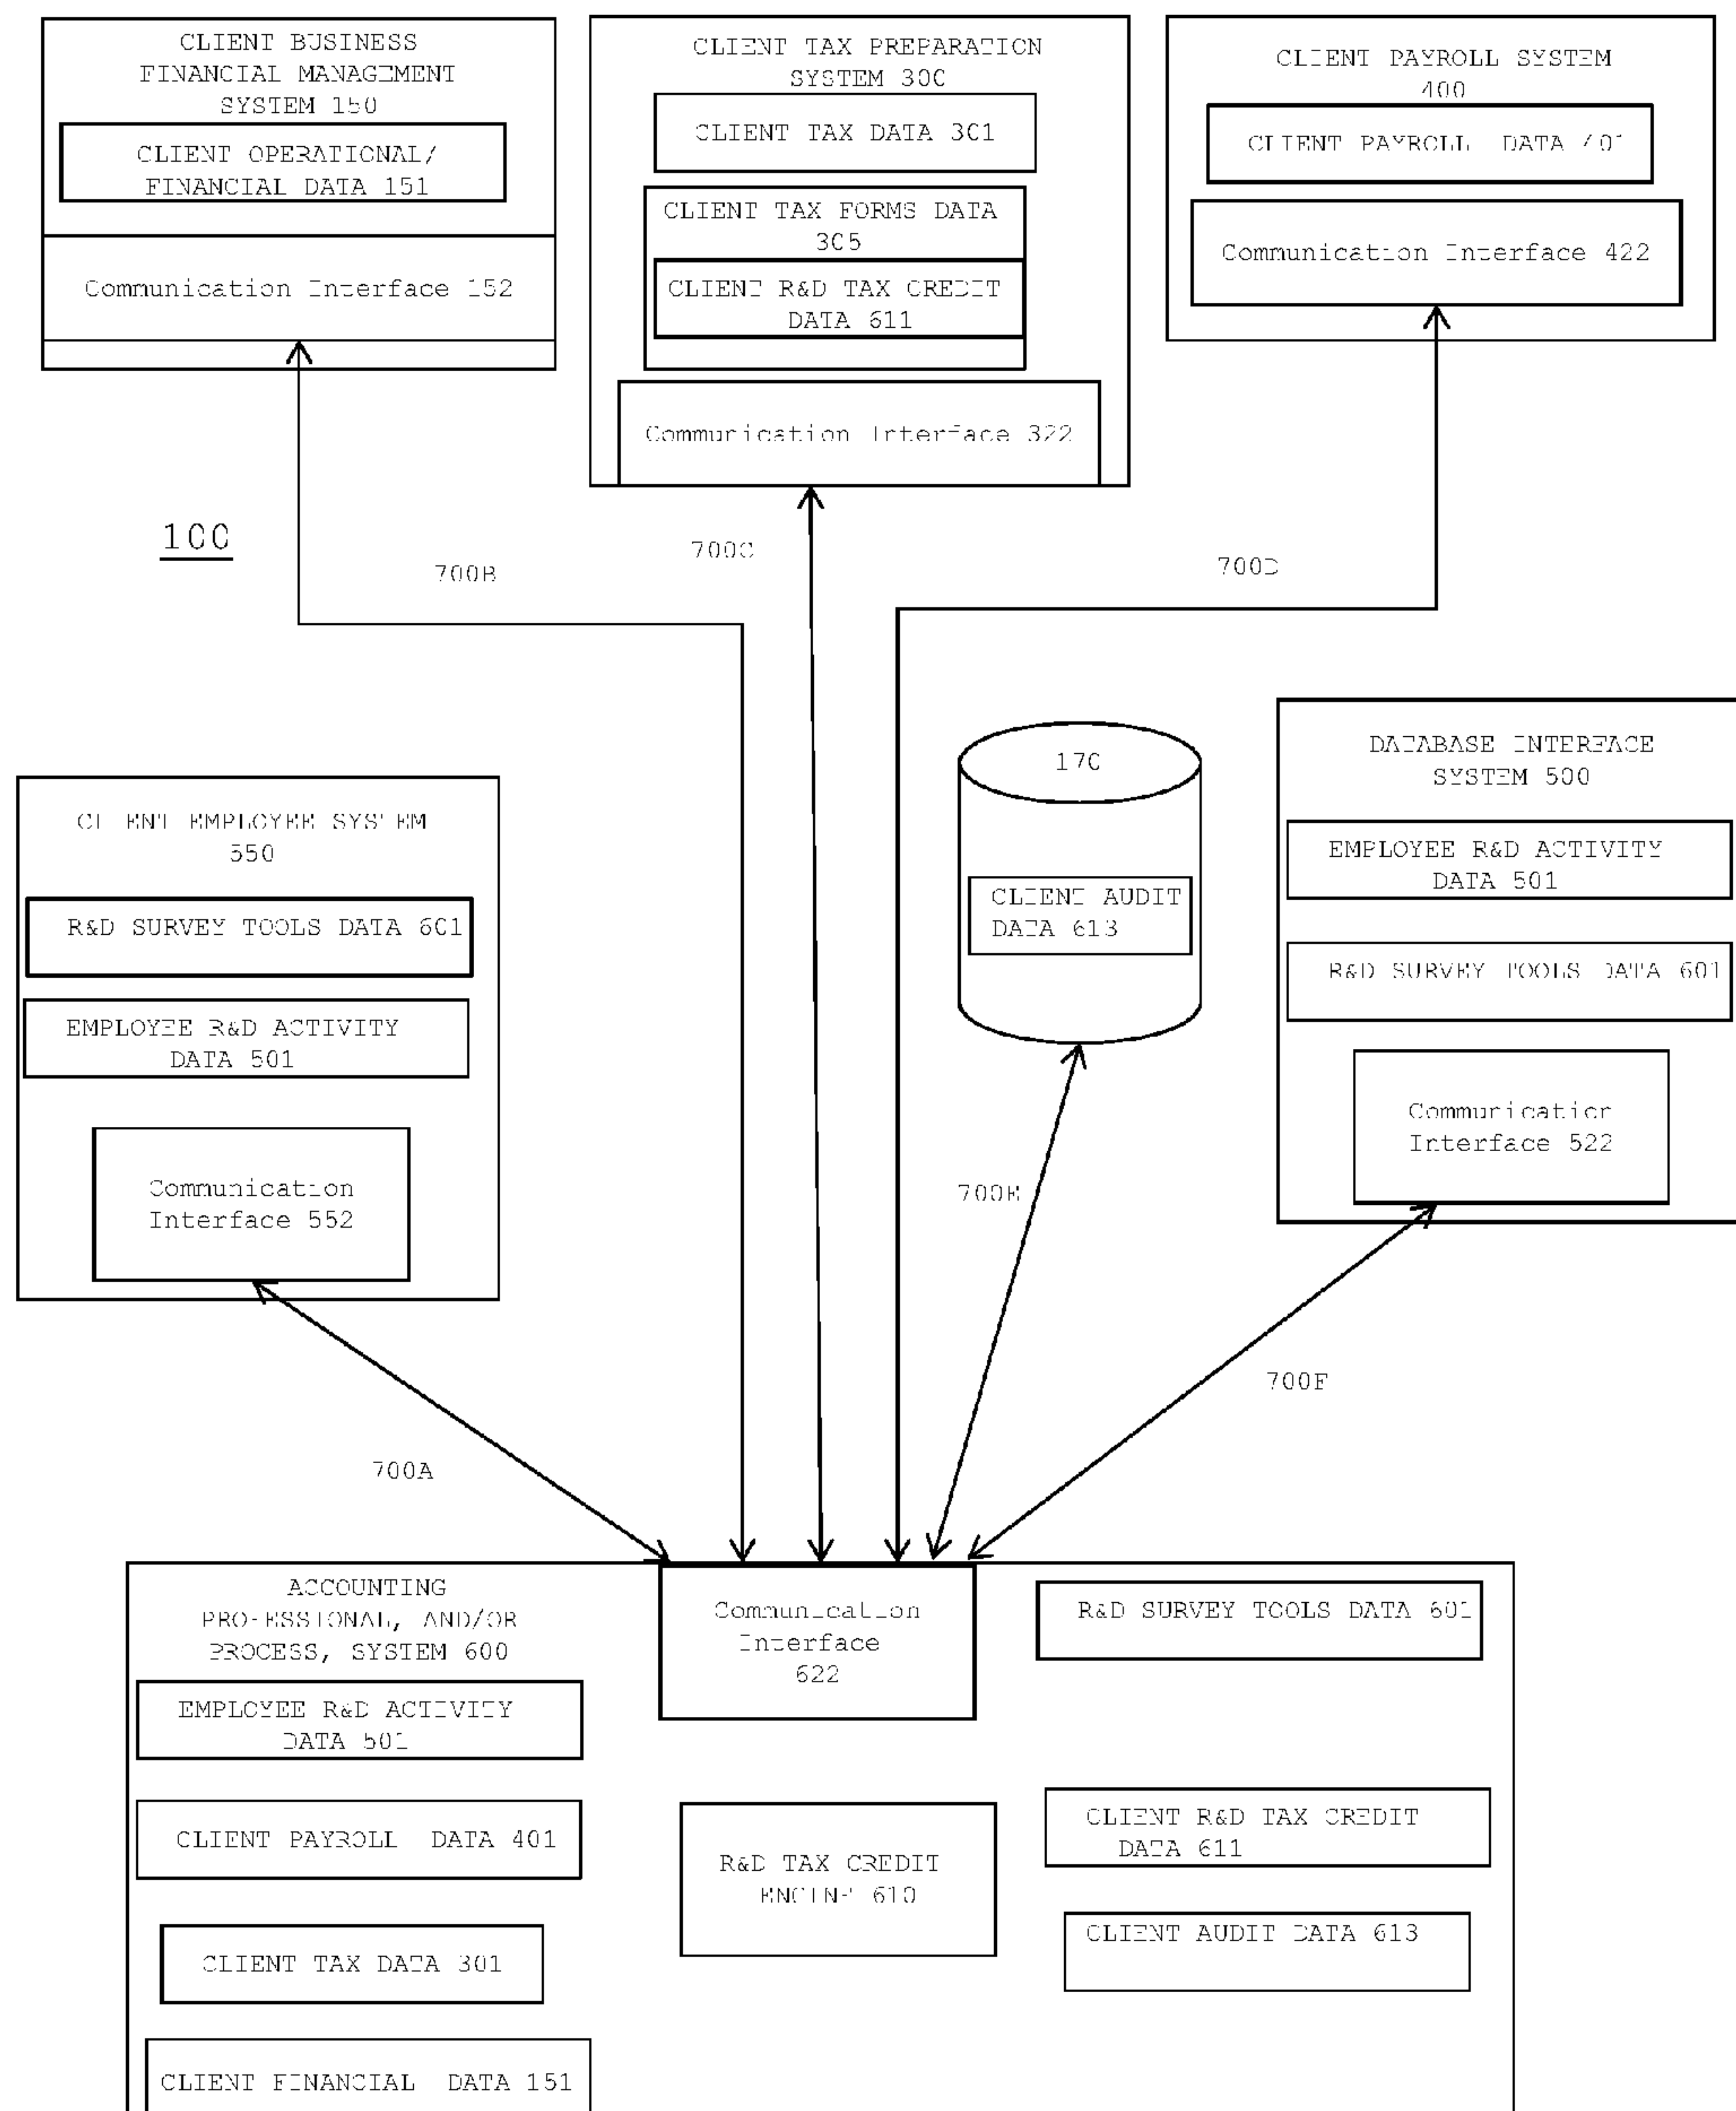 CLIENT BUSINESS
FINANCIAL MANAGEMENT
SYSTEM 150
CLIENT OPERATIONAL/
FINANCIAL DATA 151
Communication Interface 152
CLIENT TAX PREPARATION
SYSTEM 300
CLIENT TAX DATA 301
CLIENT TAX FORMS DATA
305
CLIENT R&D TAX CREDIT
DATA 611
Communication Interface 322
CLIENT PAYROLL SYSTEM
400
CLIENT PAYROLL DATA 401
Communication Interface 422
100
700B
700C
700D
CLIENT EMPLOYEE SYSTEM
550
R&D SURVEY TOOLS DATA 601
EMPLOYEE R&D ACTIVITY
DATA 501
Communication
Interface 552
170
CLIENT AUDIT
DATA 613
DATABASE INTERFACE
SYSTEM 500
EMPLOYEE R&D ACTIVITY
DATA 501
R&D SURVEY TOOLS DATA 601
Communication
Interface 522
700E
700F
700A
ACCOUNTING
PROFESSIONAL, AND/OR
PROCESS, SYSTEM 600
EMPLOYEE R&D ACTIVITY
DATA 501
CLIENT PAYROLL DATA 401
CLIENT TAX DATA 301
CLIENT FINANCIAL DATA 151
Communication
Interface
622
R&D TAX CREDIT
ENGINE 610
R&D SURVEY TOOLS DATA 601
CLIENT R&D TAX CREDIT
DATA 611
CLIENT AUDIT DATA 613